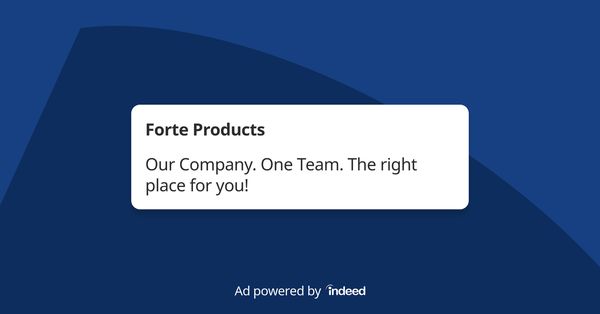 Forte Products
Our Company. One Team. The right
place for you!
Ad powered by indeed